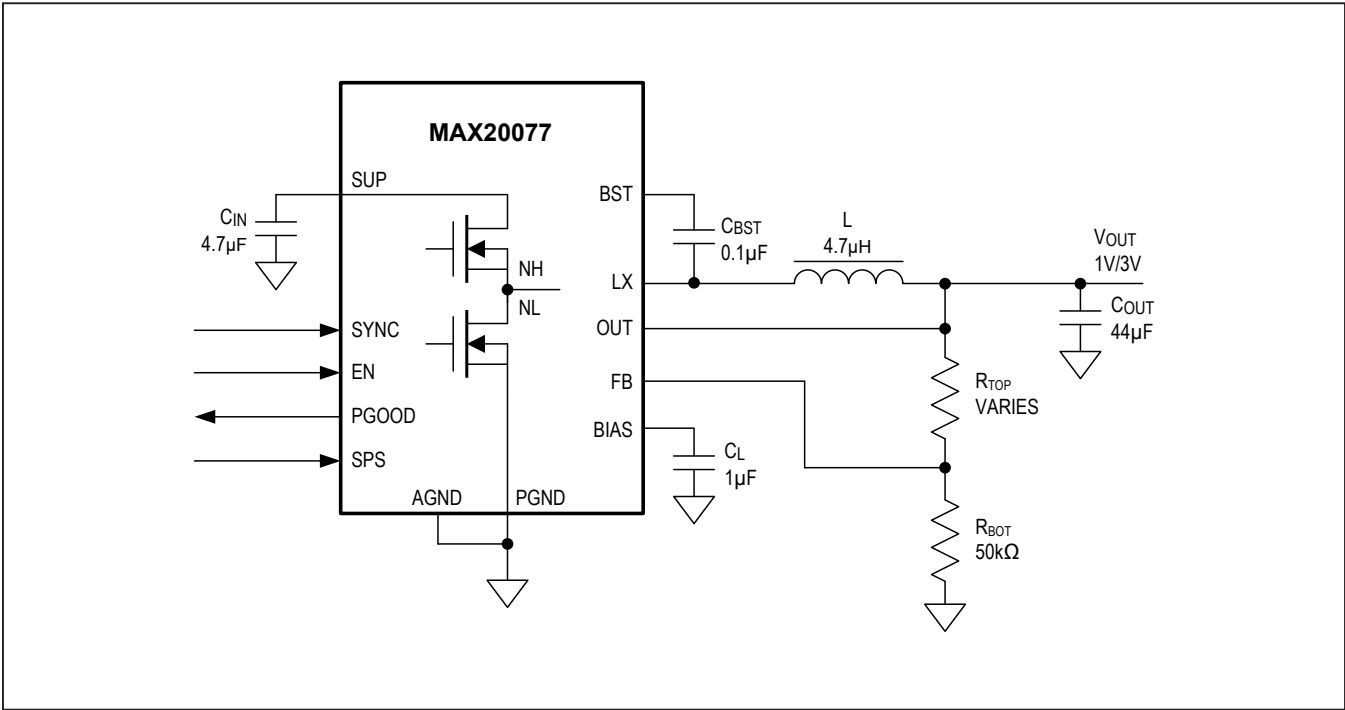 MAX20077
SUP
BST
CIN
4.7µF
CBST
0.1µF
L
4.7µH
VOUT
1V/3V
NH
LX
NL
COUT
44µF
SYNC
OUT
EN
FB
RTOP
VARIES
PGOOD
BIAS
CL
1µF
SPS
AGND
PGND
RBOT
50kΩ